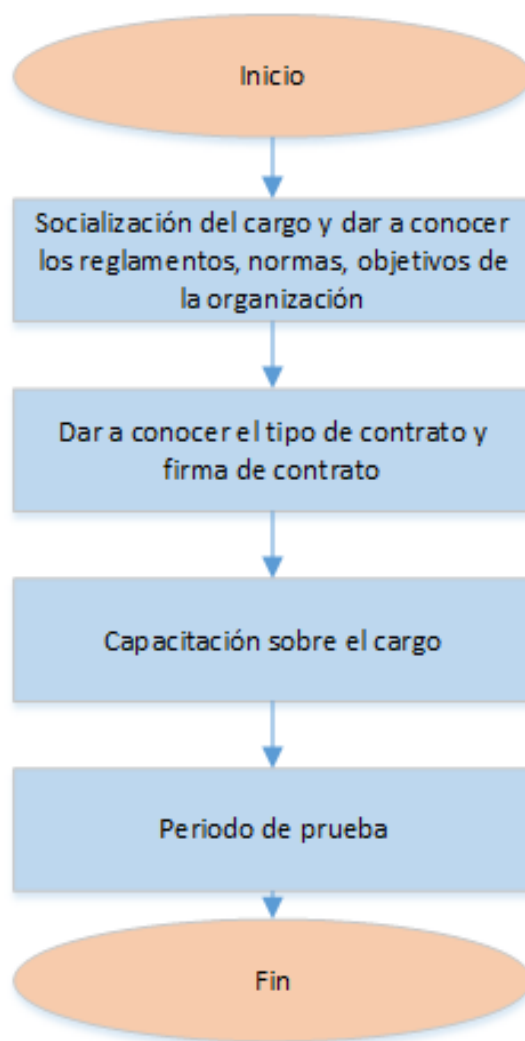 Inicio
Socialización del cargo y dar a conocer
los reglamentos, normas, objetivos de
la organización
Dar a conocer el tipo de contrato y
firma de contrato
Capacitación sobre el cargo
Periodo de prueba
Fin